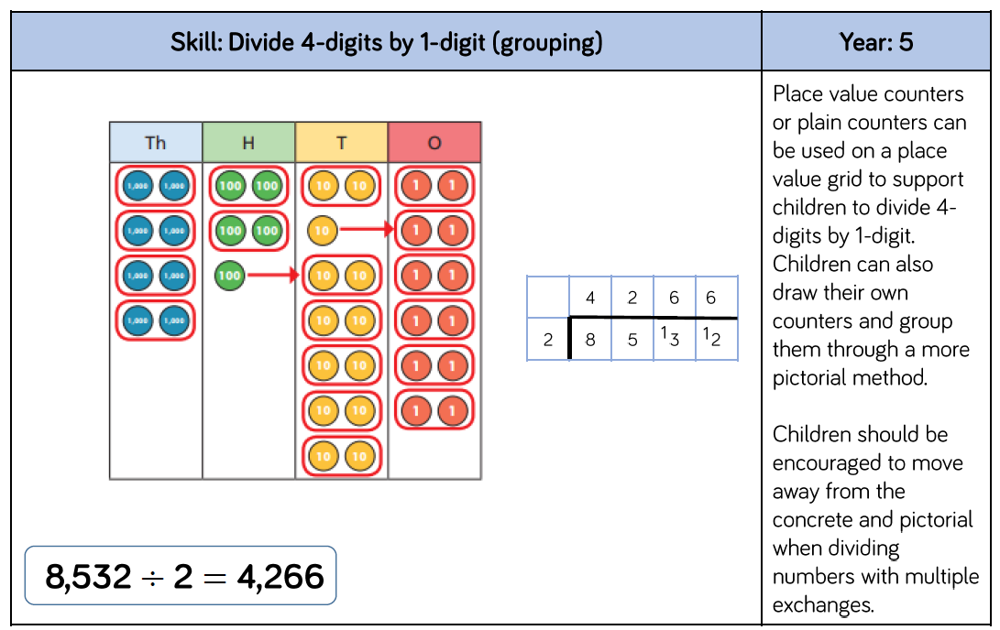 Skill: Divide 4-digits by 1-digit (grouping)
Year: 5
Th H T O
1,000 1,000 100 100 10 10 1 1
1,000 1,000 100 100 10 1 1
1,000 1,000 100 10 10 1 1
1,000 1,000 10 10 1 1
10 10 1 1
10 10 1 1
10 10
4 2 6 6
2 8 5 ¹3 ¹2
8,532 ÷ 2 = 4,266
Place value counters
or plain counters can
be used on a place
value grid to support
children to divide 4-
digits by 1-digit.
Children can also
draw their own
counters and group
them through a more
pictorial method.
Children should be
encouraged to move
away from the
concrete and pictorial
when dividing
numbers with multiple
exchanges.